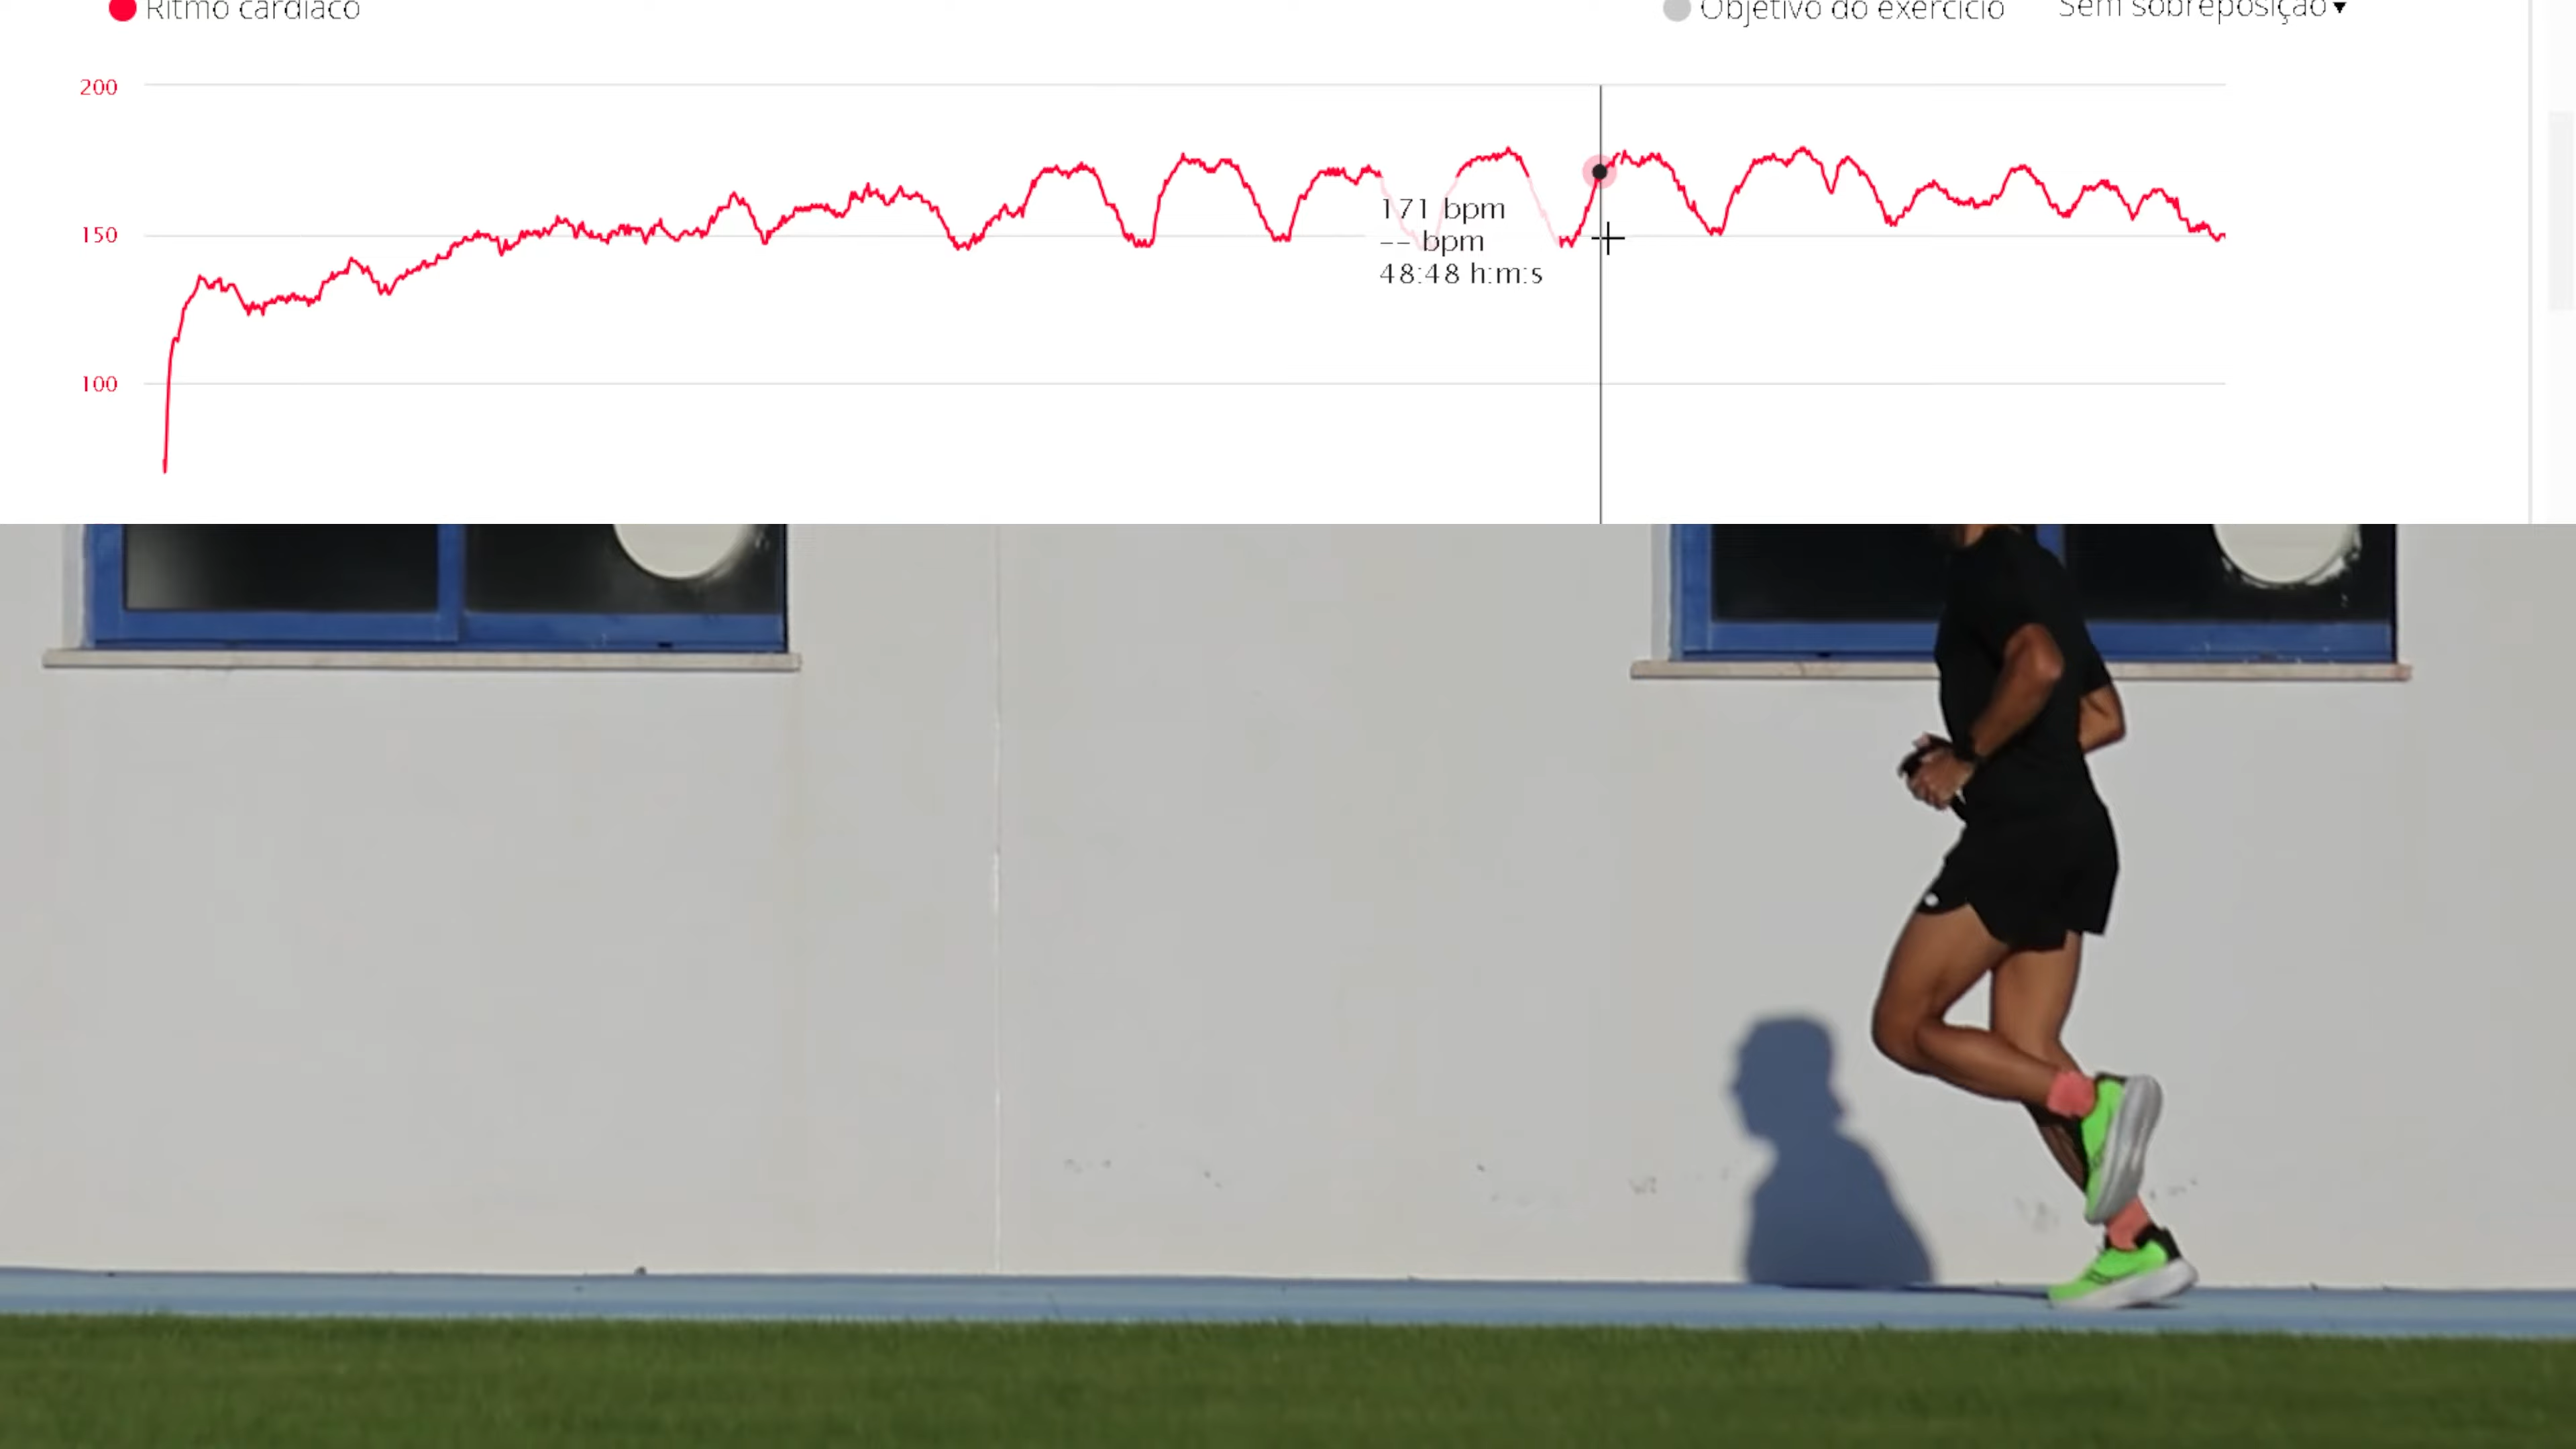 Ritmo cardíaco
Objetivo do exercício
Sem sobreposição
200
150
100
171 bpm
-- bpm
48:48 h:m:s